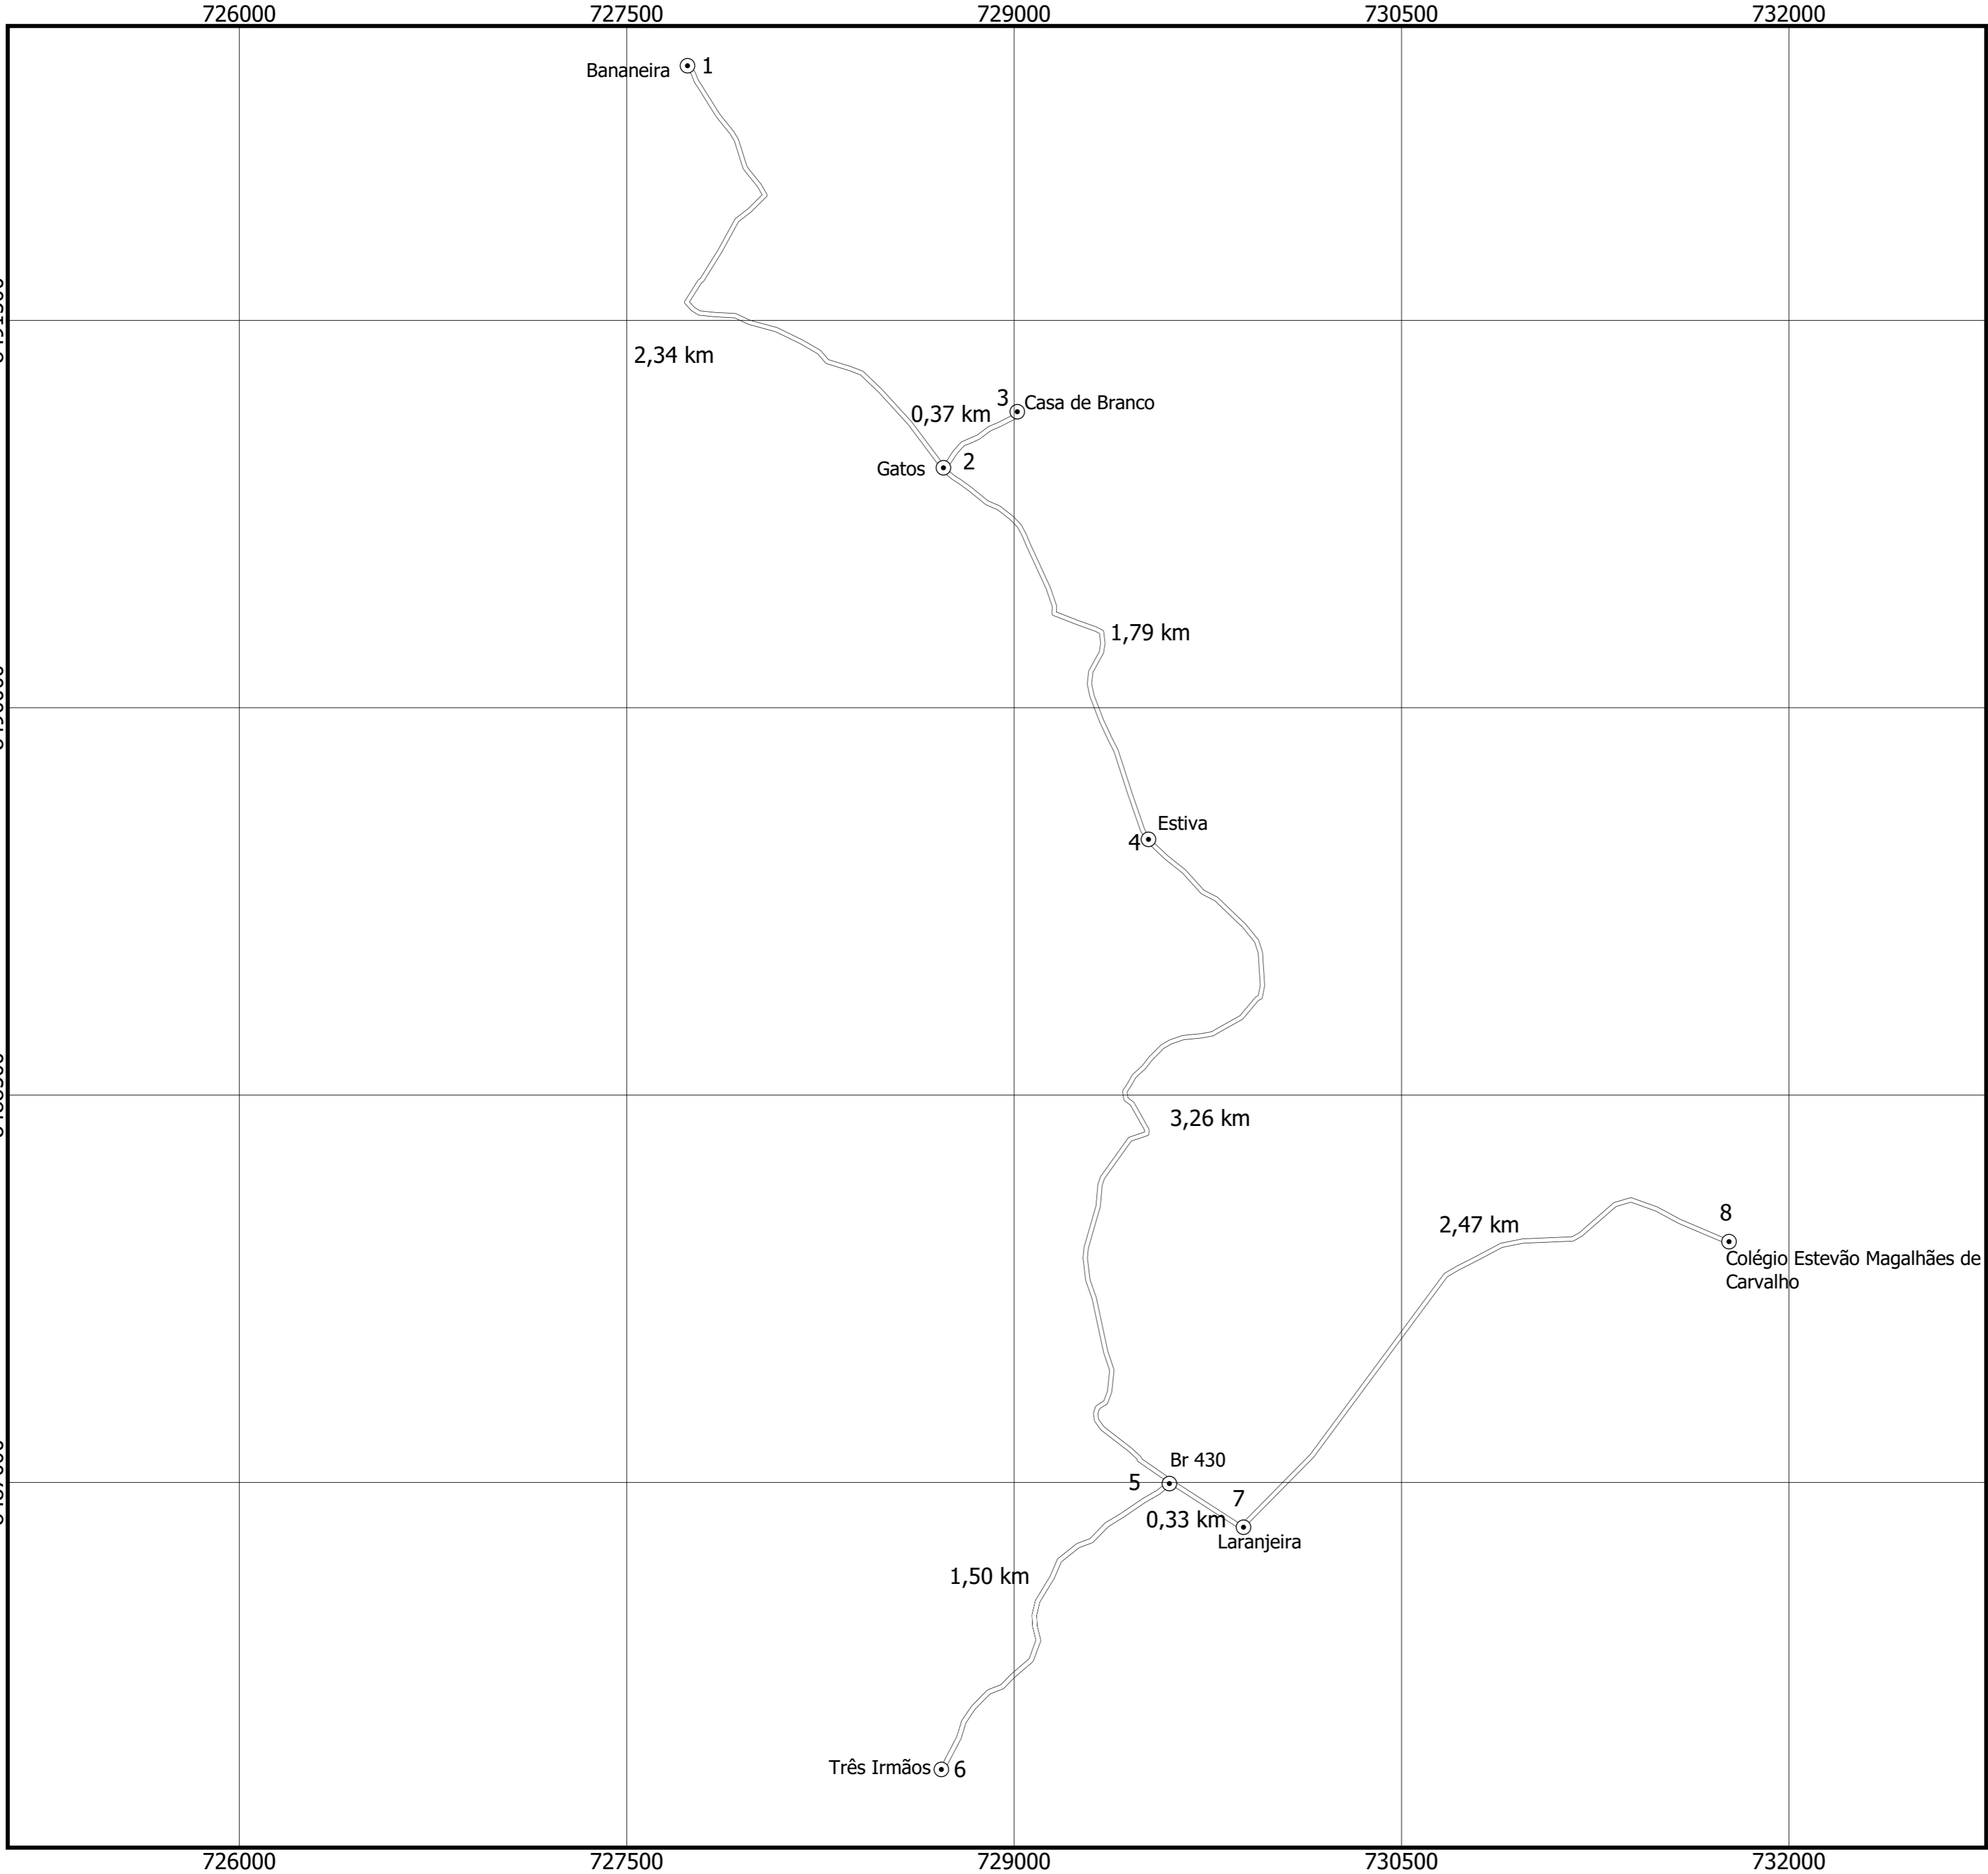 726000
727500
729000
730500
732000
Bananeira
1
2,34 km
3
Casa de Branco
0,37 km
Gatos
2
1,79 km
Estiva
4
3,26 km
8
2,47 km
Colégio Estevão Magalhães de
Carvalho
Br 430
5
7
0,33 km
Laranjeira
1,50 km
Três Irmãos
6
726000
727500
729000
730500
732000